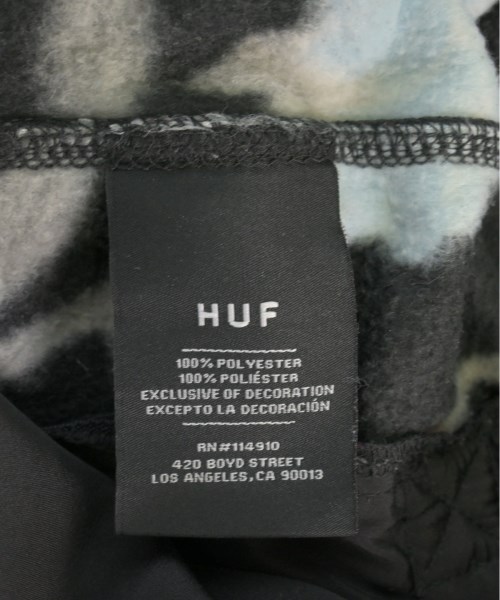 HUF
100% POLYESTER
100% POLIÉSTER
EXCLUSIVE OF DECORATION
EXCEPTO LA DECORACIÓN
RN#114910
420 BOYD STREET
LOS ANGELES,CA 90013